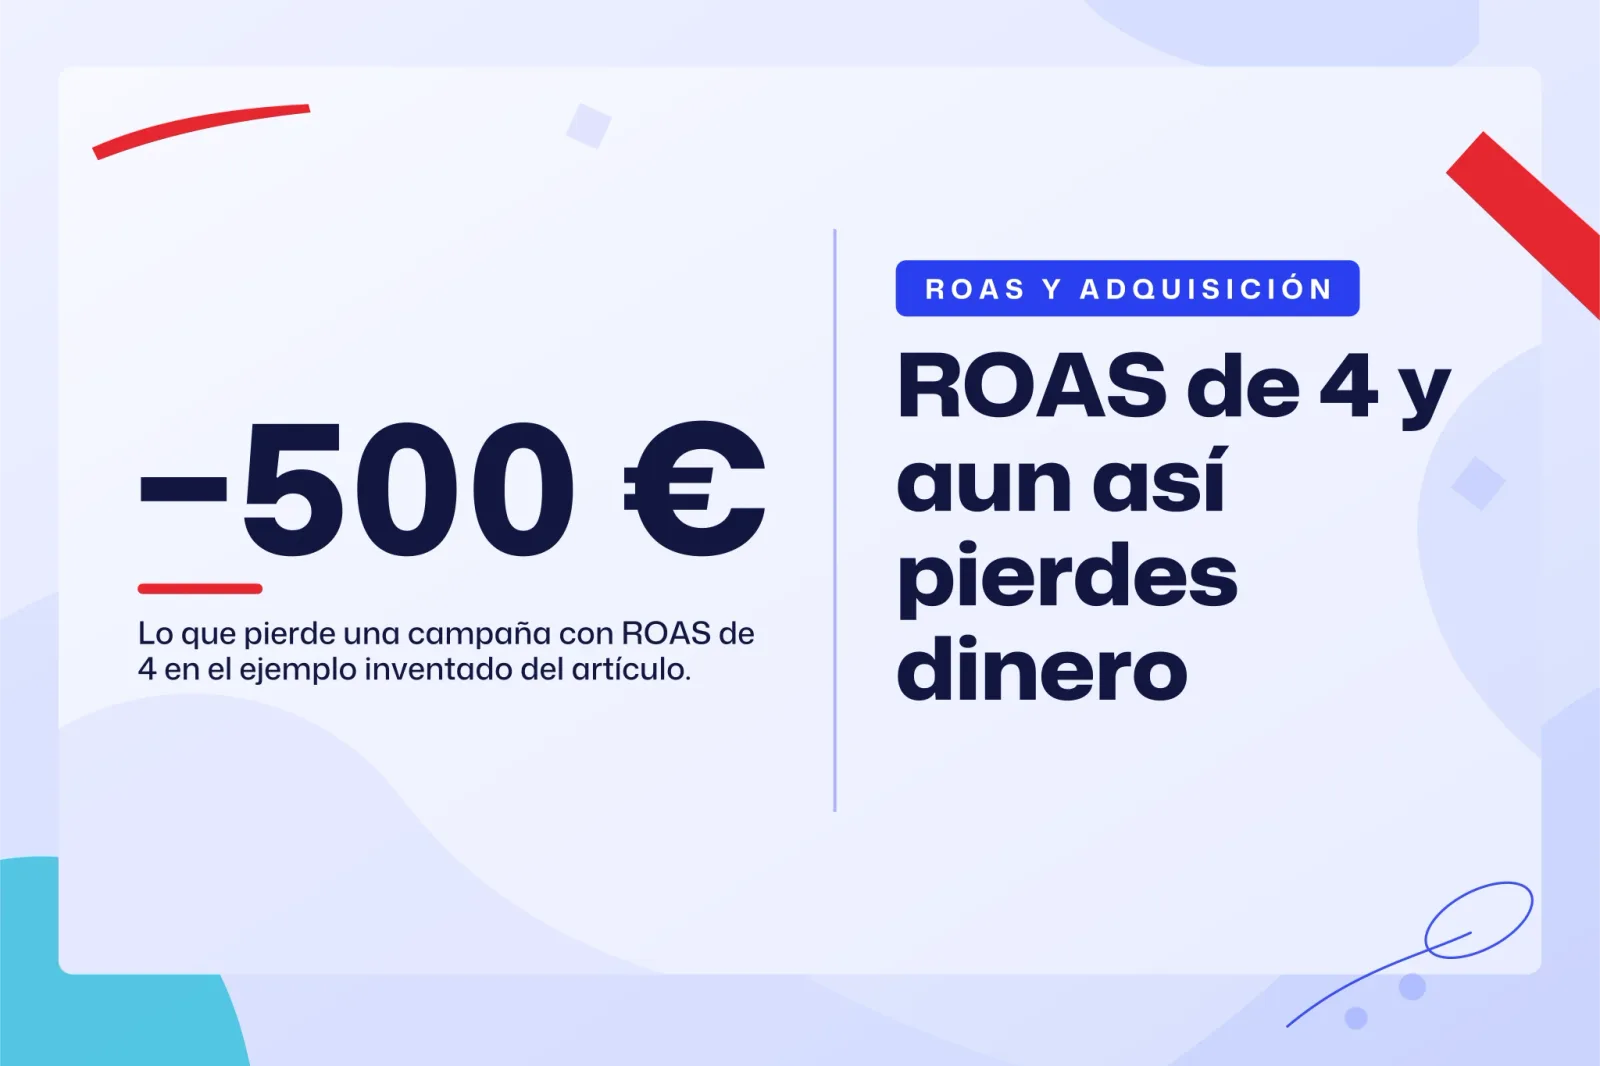 –500 €
Lo que pierde una campaña con ROAS de
4 en el ejemplo inventado del artículo.
ROAS Y ADQUISICIÓN
ROAS de 4 y
aun así
pierdes
dinero